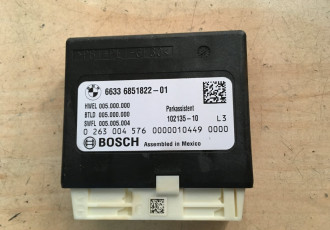 6633 6851822-01
HWEL 005.000.000
BTLD 005.000.000
SWFL 005.005.004
Parkassistent
102135-10 L3
0 263 004 576 0000010449 0000
BOSCH
Assembled in Mexico